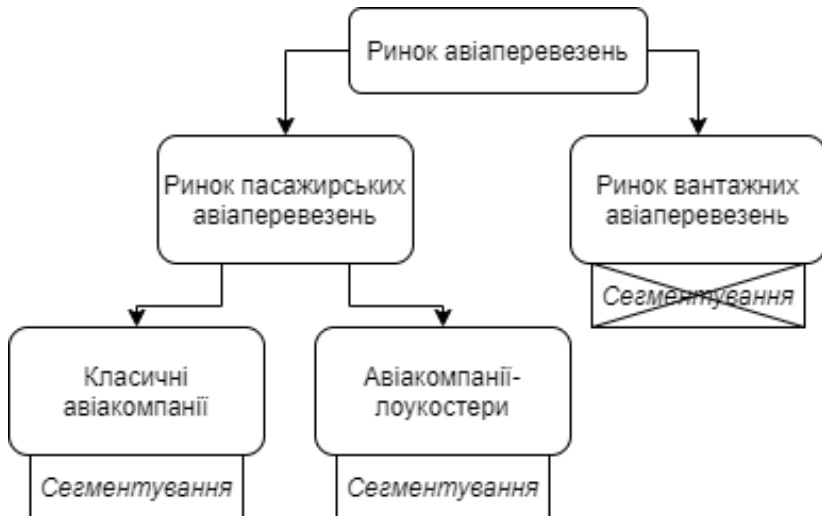 Ринок авіаперевезень
Ринок пасажирських
авіаперевезень
Ринок вантажних
авіаперевезень
Сегментування
Класичні
авіакомпанії
Авіакомпанії-
лоукостери
Сегментування
Сегментування